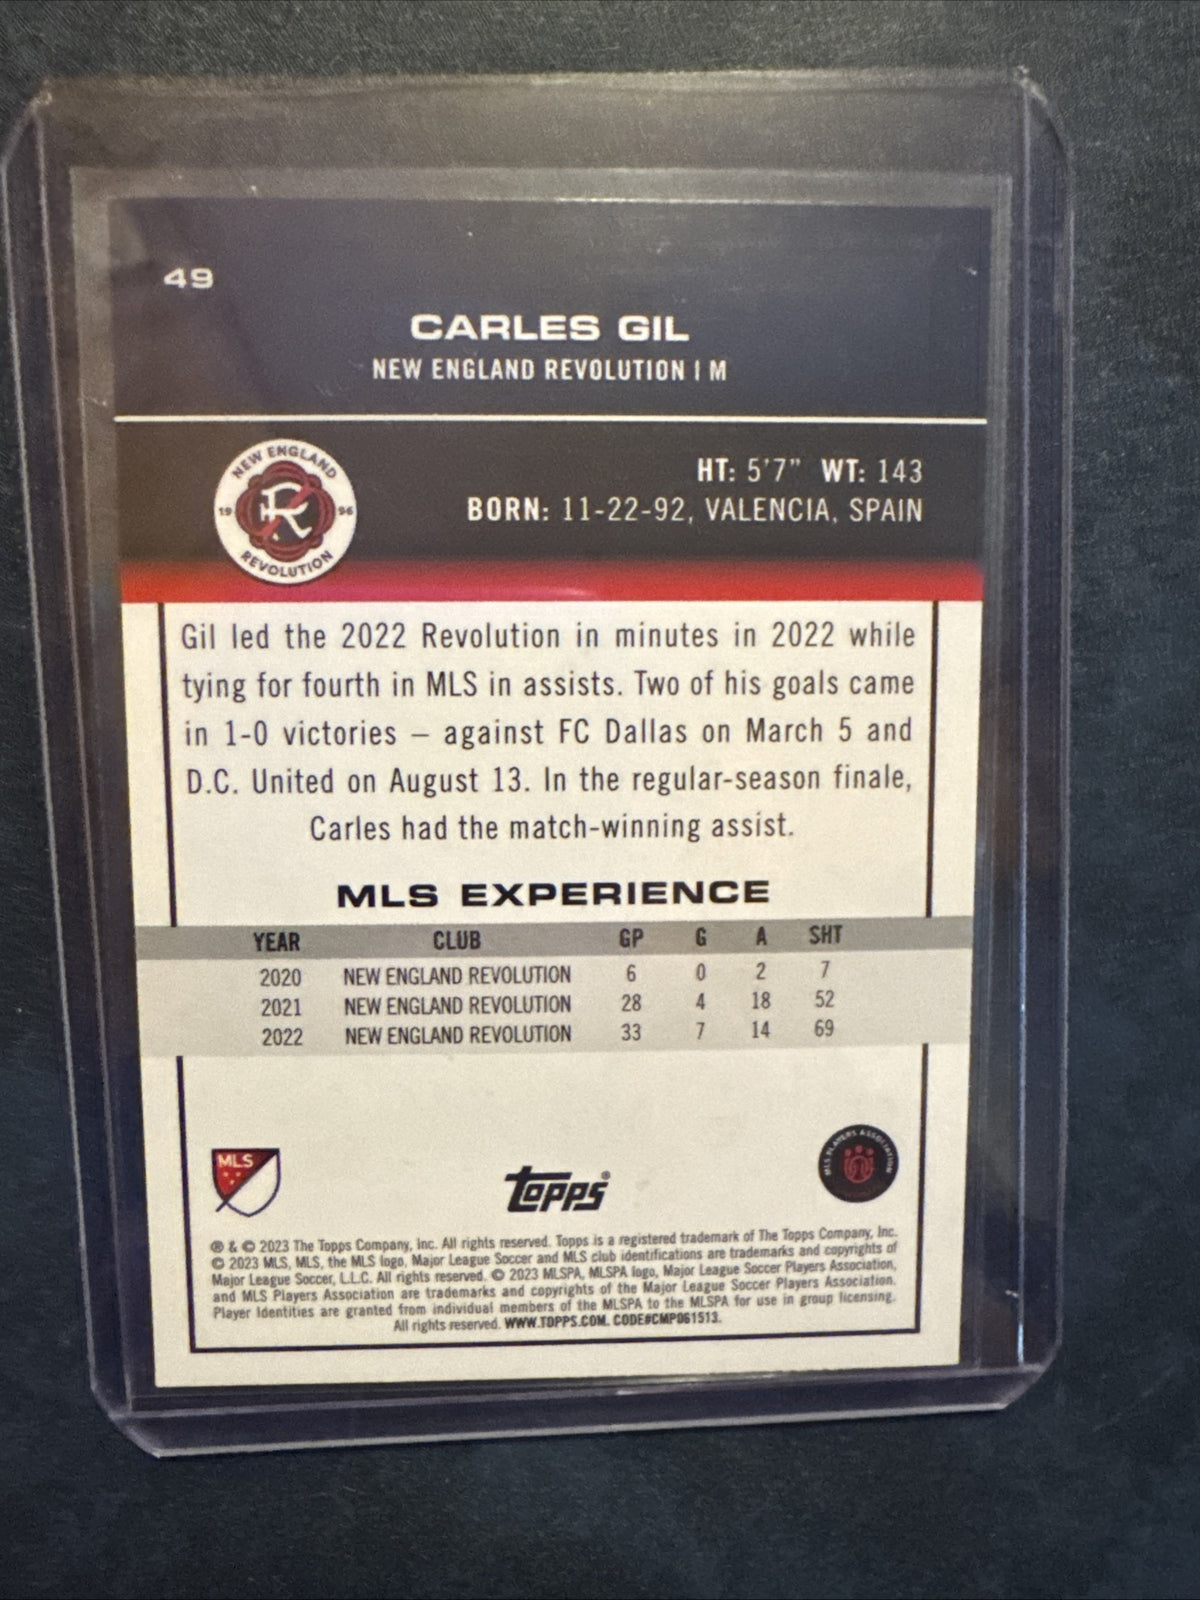 49
CARLES GIL
NEW ENGLAND REVOLUTION | M
NEW ENGLAND
19 96
REVOLUTION
HT: 5'7" WT: 143
BORN: 11-22-92, VALENCIA, SPAIN
Gil led the 2022 Revolution in minutes in 2022 while
tying for fourth in MLS in assists. Two of his goals came
in 1-0 victories – against FC Dallas on March 5 and
D.C. United on August 13. In the regular-season finale,
Carles had the match-winning assist.
MLS EXPERIENCE
YEAR CLUB GP G A SHT
2020 NEW ENGLAND REVOLUTION 6 0 2 7
2021 NEW ENGLAND REVOLUTION 28 4 18 52
2022 NEW ENGLAND REVOLUTION 33 7 14 69
MLS
topps®
MLS PLAYERS ASSOCIATION
® & © 2023 The Topps Company, Inc. All rights reserved. Topps is a registered trademark of The Topps Company, Inc.
© 2023 MLS, MLS, the MLS logo, Major League Soccer and MLS club identifications are trademarks and copyrights of
Major League Soccer, L.L.C. All rights reserved. © 2023 MLSPA, MLSPA logo, Major League Soccer Players Association,
and MLS Players Association are trademarks and copyrights of the Major League Soccer Players Association.
Player Identities are granted from individual members of the MLSPA to the MLSPA for use in group licensing.
All rights reserved. WWW.TOPPS.COM. CODE#CMP061513.